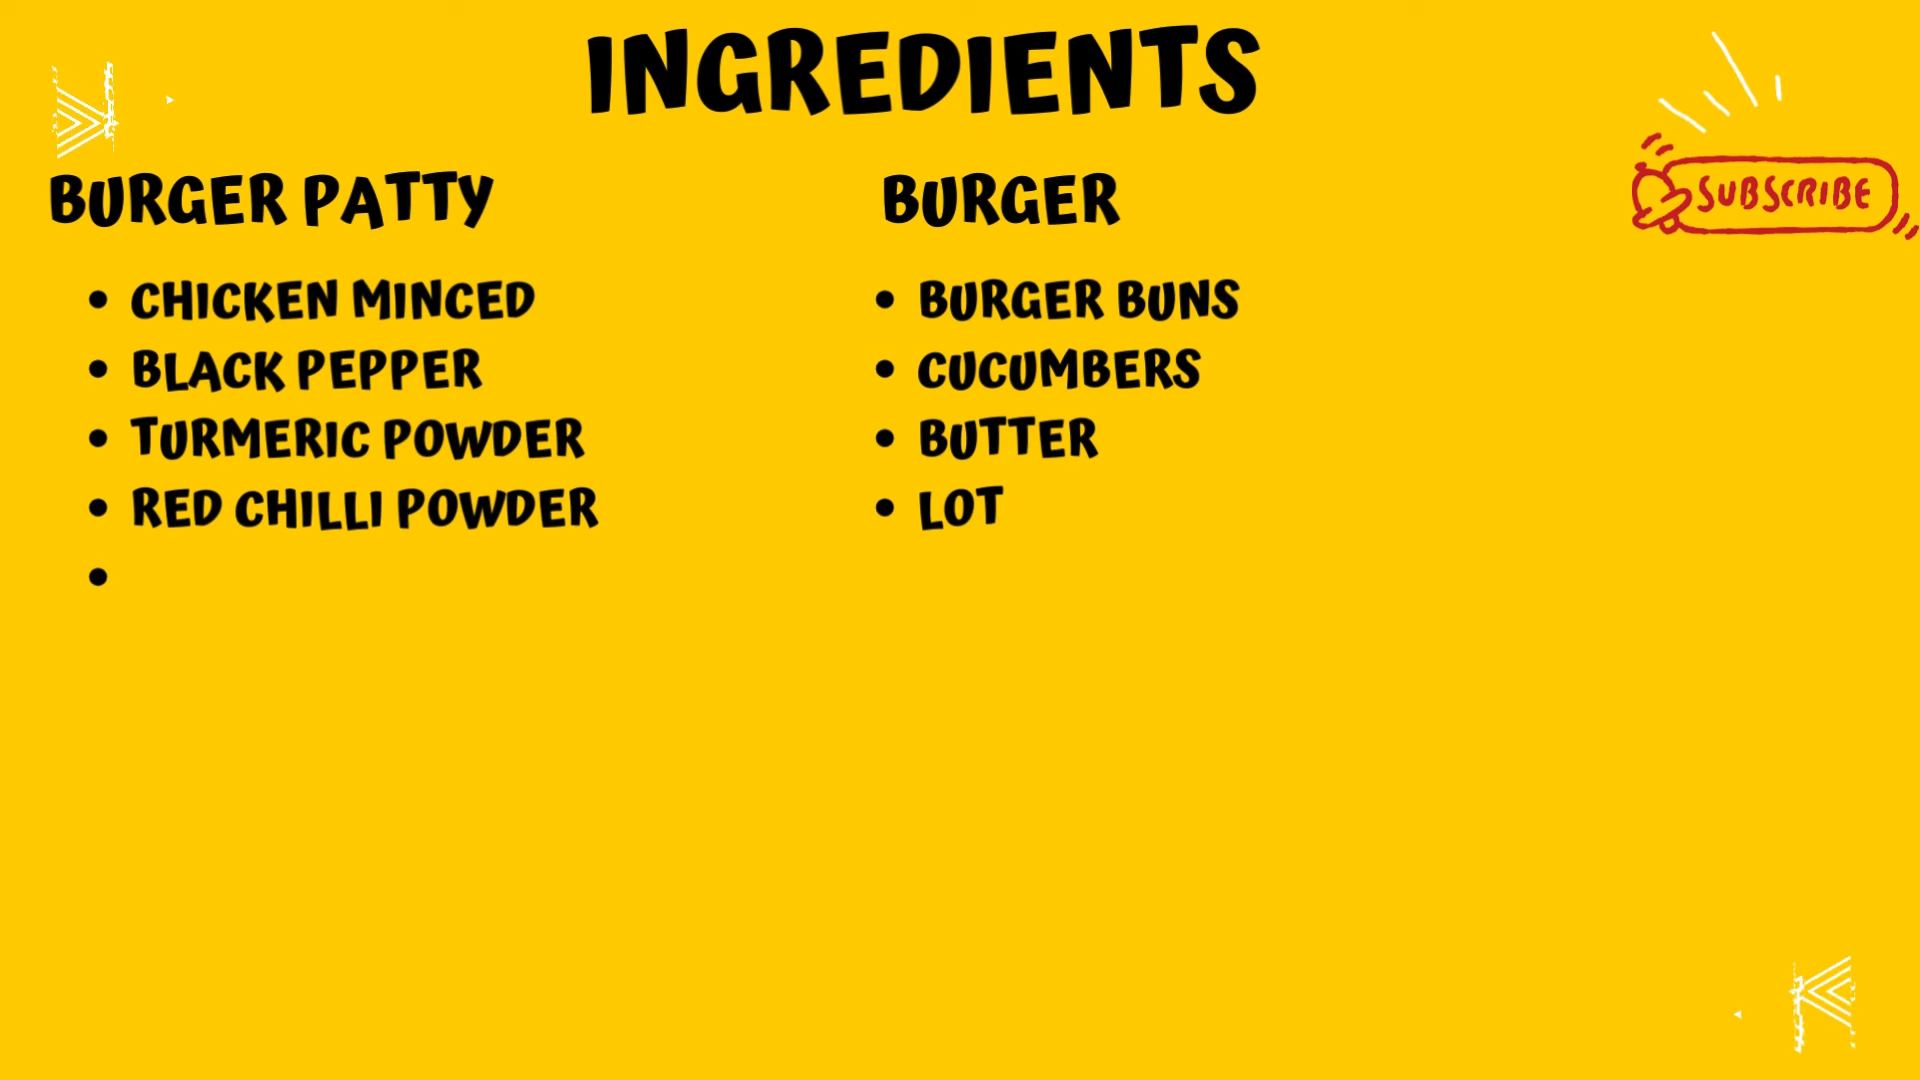 INGREDIENTS
BURGER PATTY
• CHICKEN MINCED
• BLACK PEPPER
• TURMERIC POWDER
• RED CHILLI POWDER
•
BURGER
• BURGER BUNS
• CUCUMBERS
• BUTTER
• LOT
SUBSCRIBE